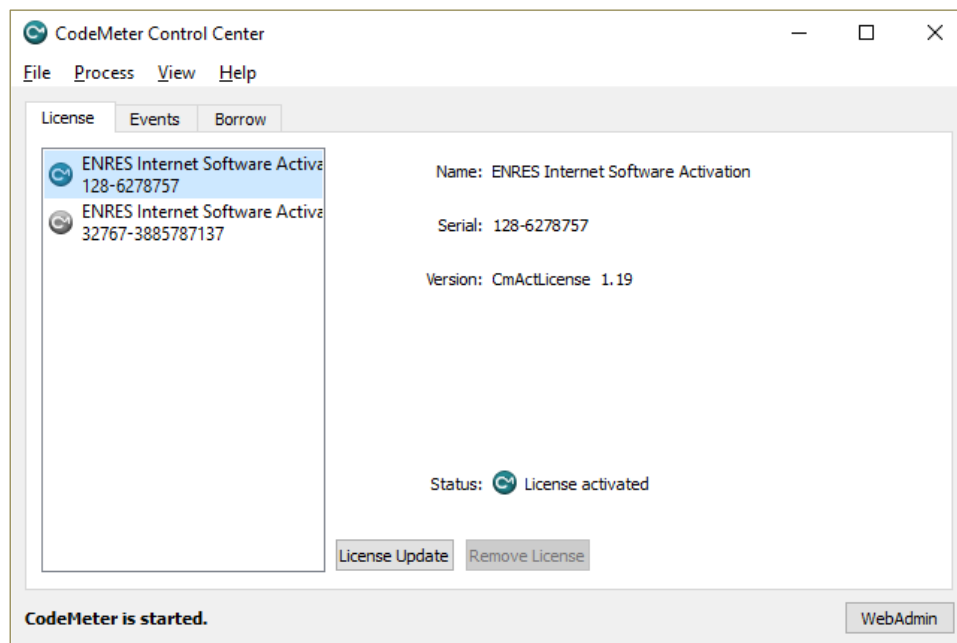 CodeMeter Control Center
File Process View Help
License Events Borrow
ENRES Internet Software Activa
128-6278757
ENRES Internet Software Activa
32767-3885787137
Name: ENRES Internet Software Activation
Serial: 128-6278757
Version: CmActLicense 1.19
Status: License activated
License Update Remove License
CodeMeter is started.
WebAdmin